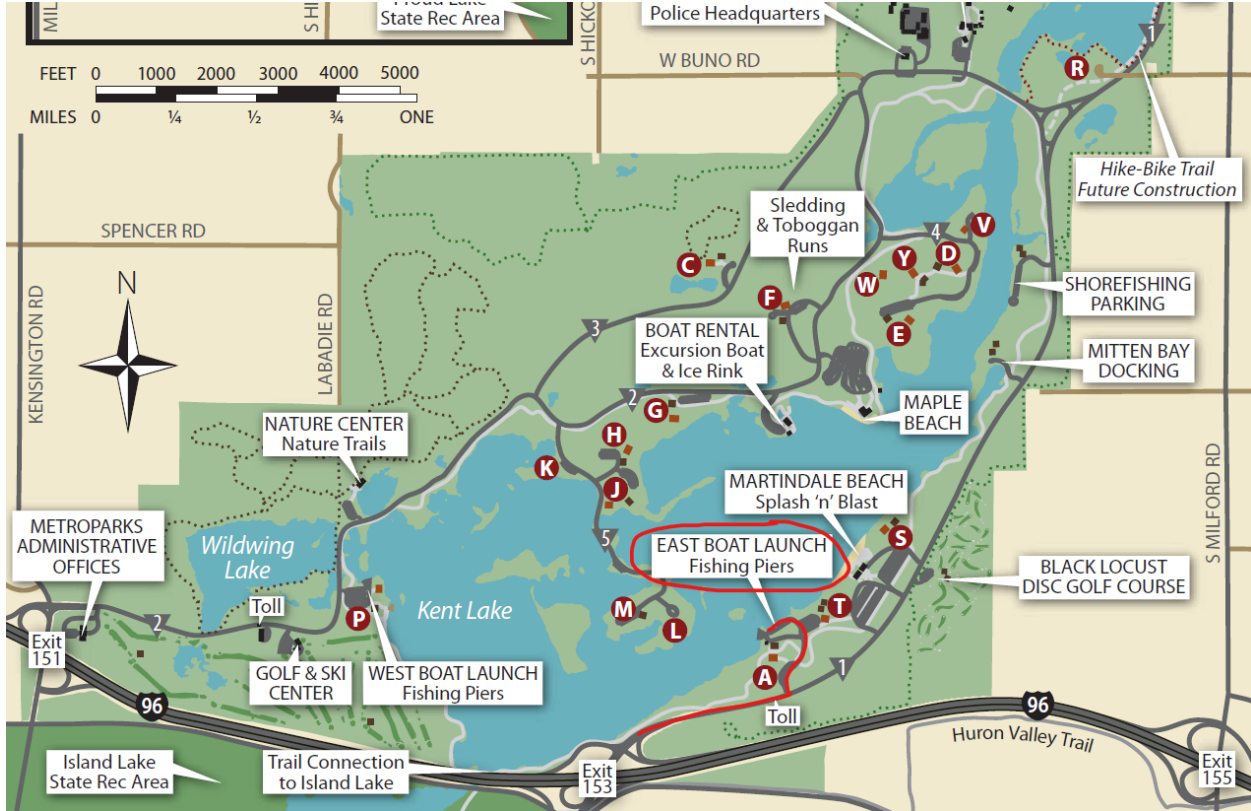 State Rec Area
Police Headquarters
S HICKO
W BUNO RD
FEET 0 1000 2000 3000 4000 5000
MILES 0 ¼ ½ ¾ ONE
1
R
Hike-Bike Trail
Future Construction
Sledding
& Toboggan
Runs
SPENCER RD
N
KENSINGTON RD
LABADIE RD
C
F
V
4
Y
D
W
E
SHOREFISHING
PARKING
3
BOAT RENTAL
Excursion Boat
& Ice Rink
MITTEN BAY
DOCKING
2
G
MAPLE
BEACH
NATURE CENTER
Nature Trails
H
K
J
MARTINDALE BEACH
Splash 'n' Blast
S MILFORD RD
METROPARKS
ADMINISTRATIVE
OFFICES
Wildwing
Lake
5
EAST BOAT LAUNCH
Fishing Piers
S
BLACK LOCUST
DISC GOLF COURSE
Toll
Kent Lake
P
M
L
T
2
Exit
151
GOLF & SKI
CENTER
WEST BOAT LAUNCH
Fishing Piers
A
1
Toll
96
96
Huron Valley Trail
Island Lake
State Rec Area
Trail Connection
to Island Lake
Exit
153
Exit
155